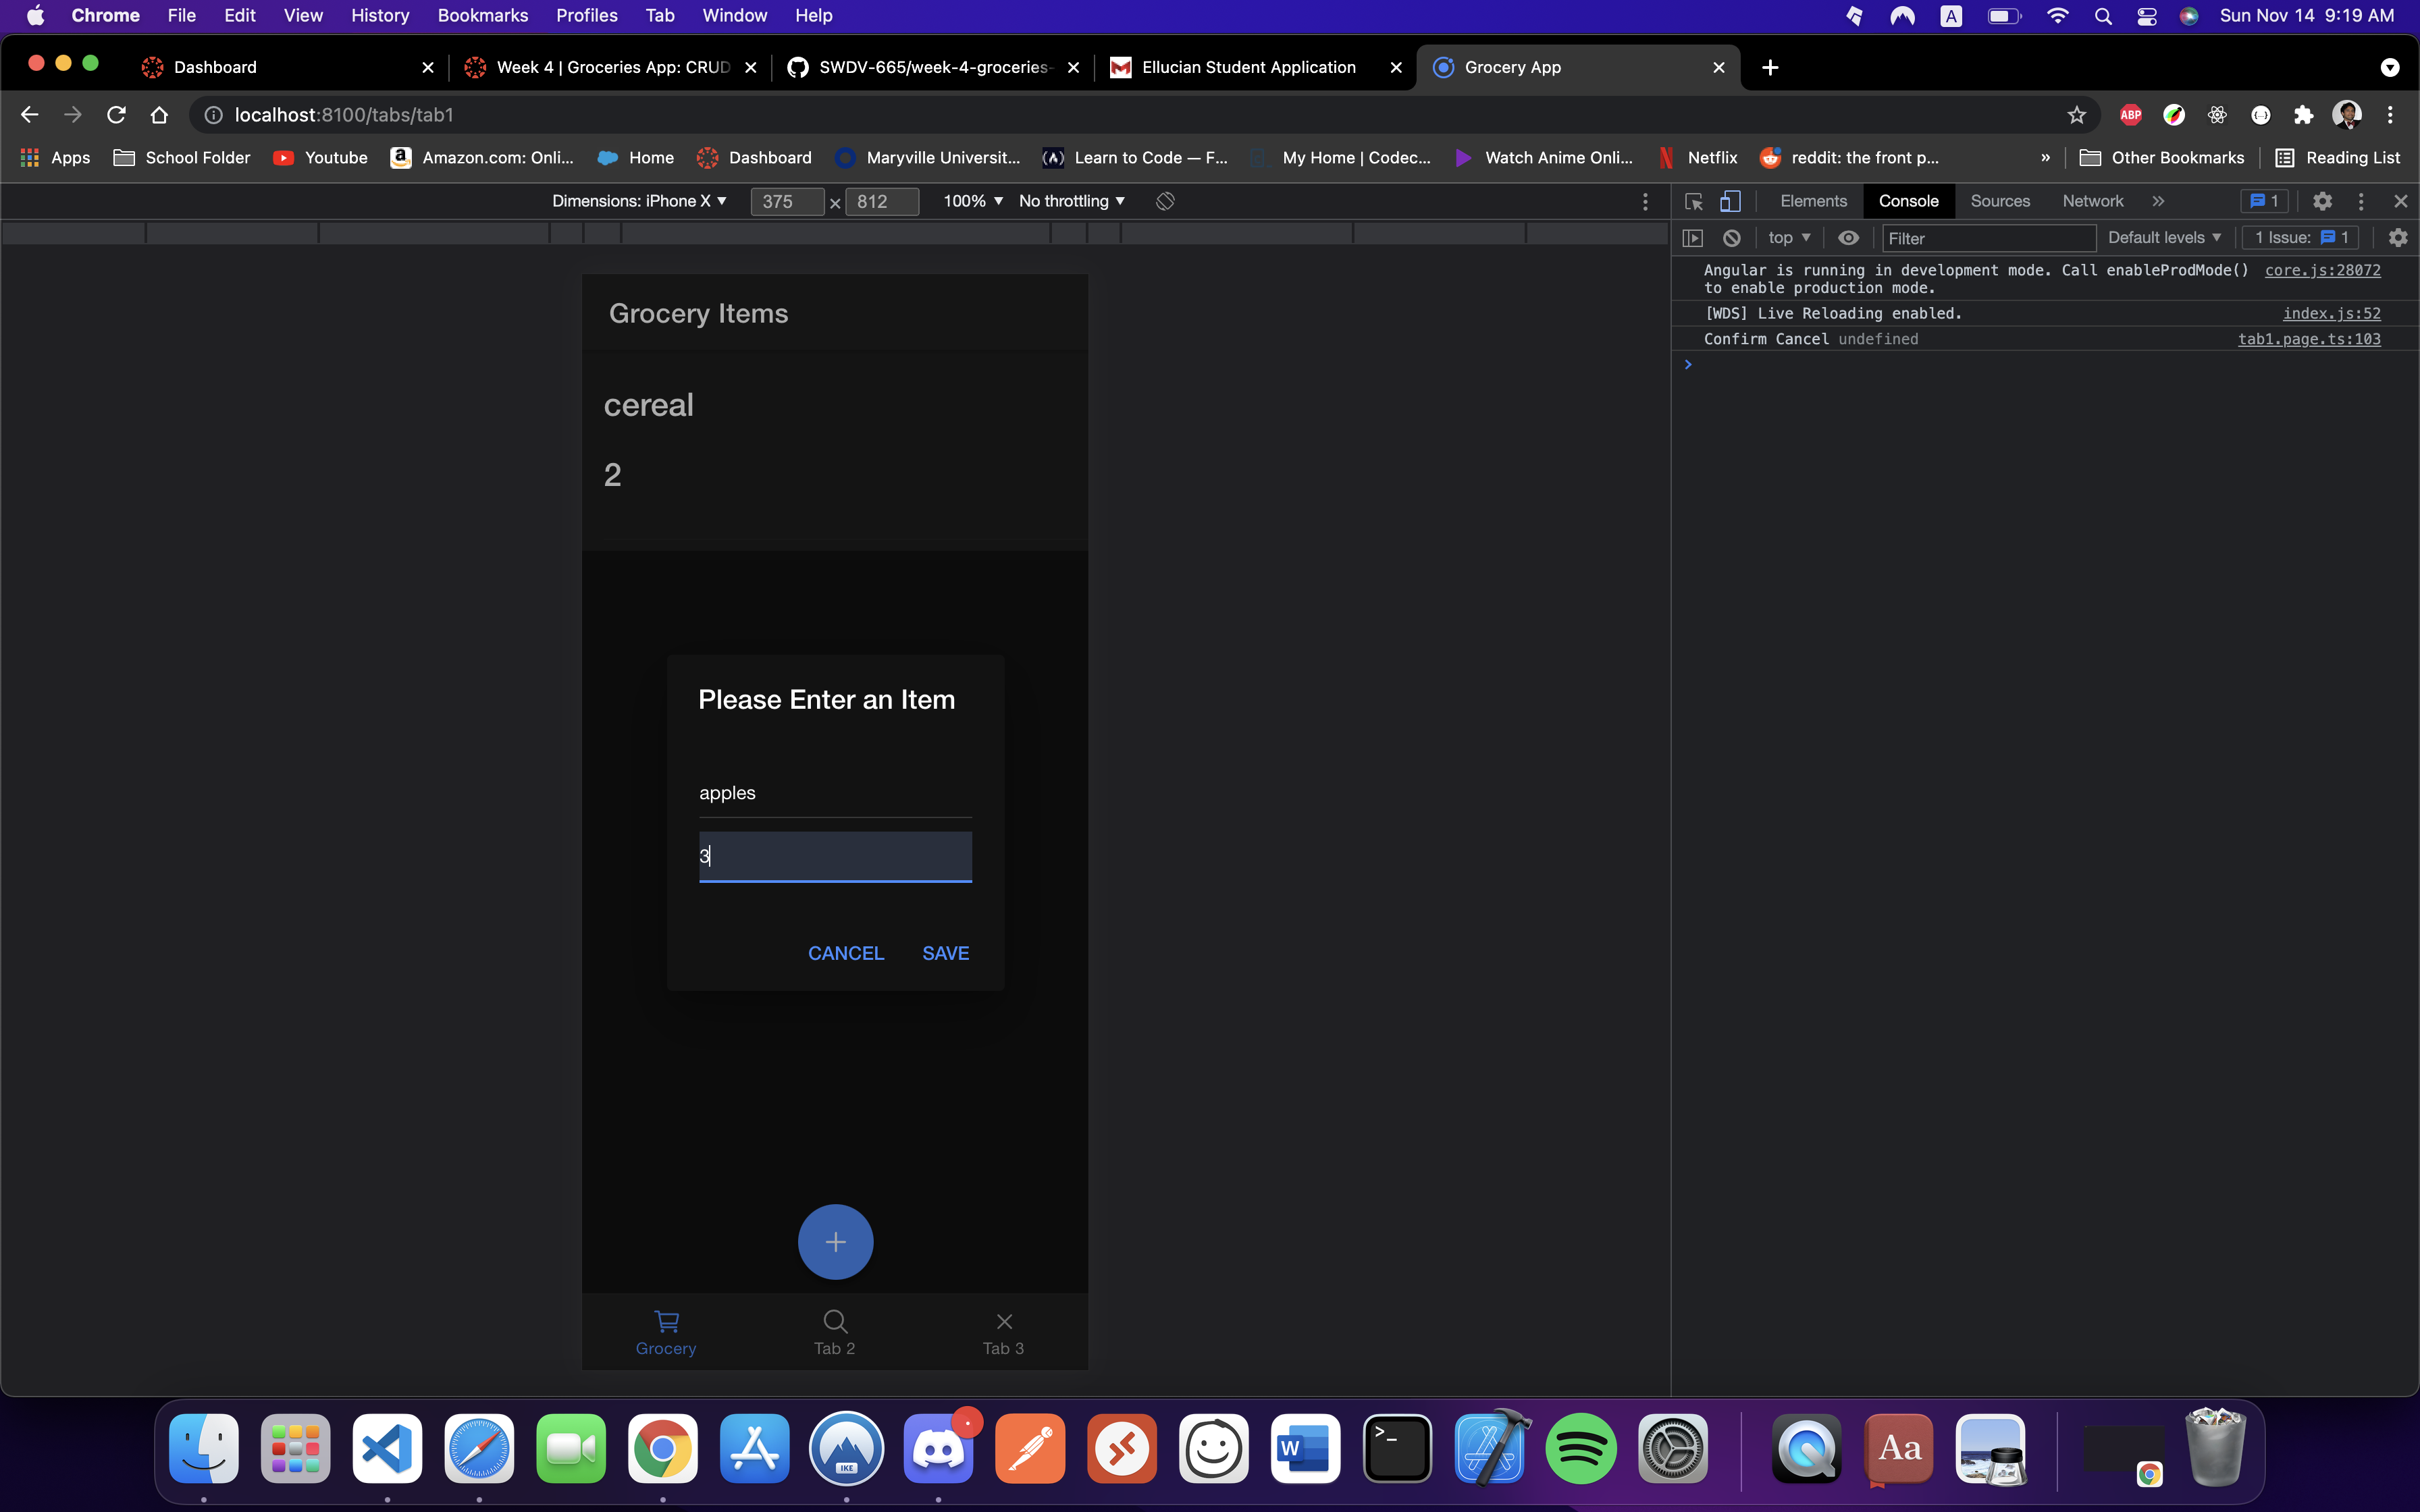 Chrome File Edit View History Bookmarks Profiles Tab Window Help A Sun Nov 14 9:19 AM
Dashboard Week 4 | Groceries App: CRUD SWDV-665/week-4-groceries- Ellucian Student Application Grocery App
localhost:8100/tabs/tab1 ABP
Apps School Folder Youtube Amazon.com: Onli... Home Dashboard Maryville Universit... Learn to Code — F... My Home | Codec... Watch Anime Onli... Netflix reddit: the front p... » Other Bookmarks Reading List
Dimensions: iPhone X 375 × 812 100% No throttling
Elements Console Sources Network » 1
top Filter Default levels 1 Issue: 1
Angular is running in development mode. Call enableProdMode() core.js:28072
to enable production mode.
[WDS] Live Reloading enabled. index.js:52
Confirm Cancel undefined tab1.page.ts:103
Grocery Items
cereal
2
Please Enter an Item
apples
3
CANCEL SAVE
Grocery Tab 2 Tab 3
IKE W >_ Aa